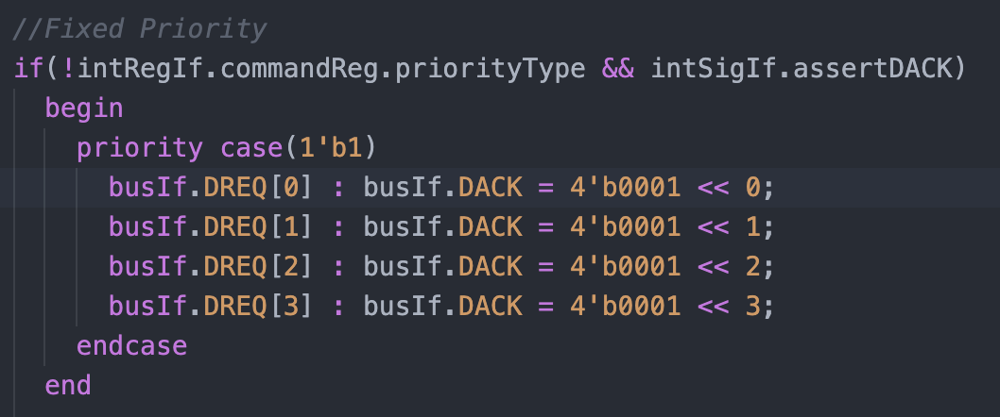 //Fixed Priority
if(!intRegIf.commandReg.priorityType && intSigIf.assertDACK)
begin
priority case(1'b1)
busIf.DREQ[0] : busIf.DACK = 4'b0001 << 0;
busIf.DREQ[1] : busIf.DACK = 4'b0001 << 1;
busIf.DREQ[2] : busIf.DACK = 4'b0001 << 2;
busIf.DREQ[3] : busIf.DACK = 4'b0001 << 3;
endcase
end